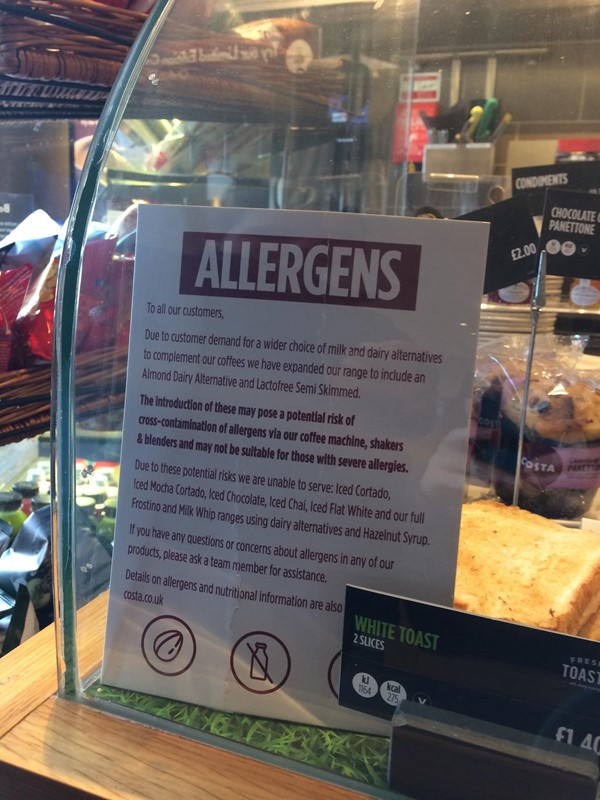 ALLERGENS
To all our customers,
Due to customer demand for a wider choice of milk and dairy alternatives
to complement our coffees we have expanded our range to include an
Almond Dairy Alternative and Lactofree Semi Skimmed.
The introduction of these may pose a potential risk of
cross-contamination of allergens via our coffee machine, shakers
& blenders and may not be suitable for those with severe allergies.
Due to these potential risks we are unable to serve: Iced Cortado,
Iced Mocha Cortado, Iced Chocolate, Iced Chai, Iced Flat White and our full
Frostino and Milk Whip ranges using dairy alternatives and Hazelnut Syrup.
If you have any questions or concerns about allergens in any of our
products, please ask a team member for assistance.
Details on allergens and nutritional information are also
costa.co.uk
WHITE TOAST
2 SLICES
kJ
1164
kcal
275
V
TOAST
£1.40
CONDIMENTS
£2.00
CHOCOLATE
PANETTONE
COSTA